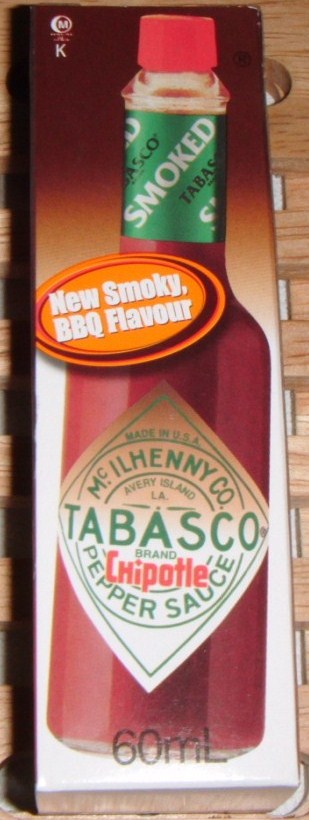 M
K
SMOKED
TABASCO
New Smoky,
BBQ Flavour
MADE IN U.S.A.
McILHENNY CO.
AVERY ISLAND
LA.
TABASCO®
BRAND
CHipotle
PEPPER SAUCE
60mL